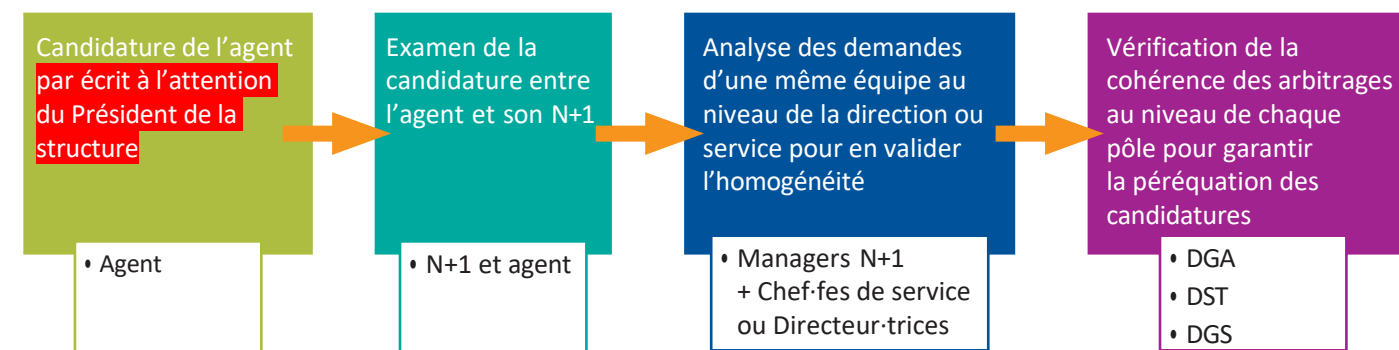 Candidature de l’agent
par écrit à l’attention
du Président de la
structure
• Agent
Examen de la
candidature entre
l’agent et son N+1
• N+1 et agent
Analyse des demandes
d’une même équipe au
niveau de la direction ou
service pour en valider
l’homogénéité
• Managers N+1
+ Chef·fes de service
ou Directeur·trices
Vérification de la
cohérence des arbitrages
au niveau de chaque
pôle pour garantir
la péréquation des
candidatures
• DGA
• DST
• DGS